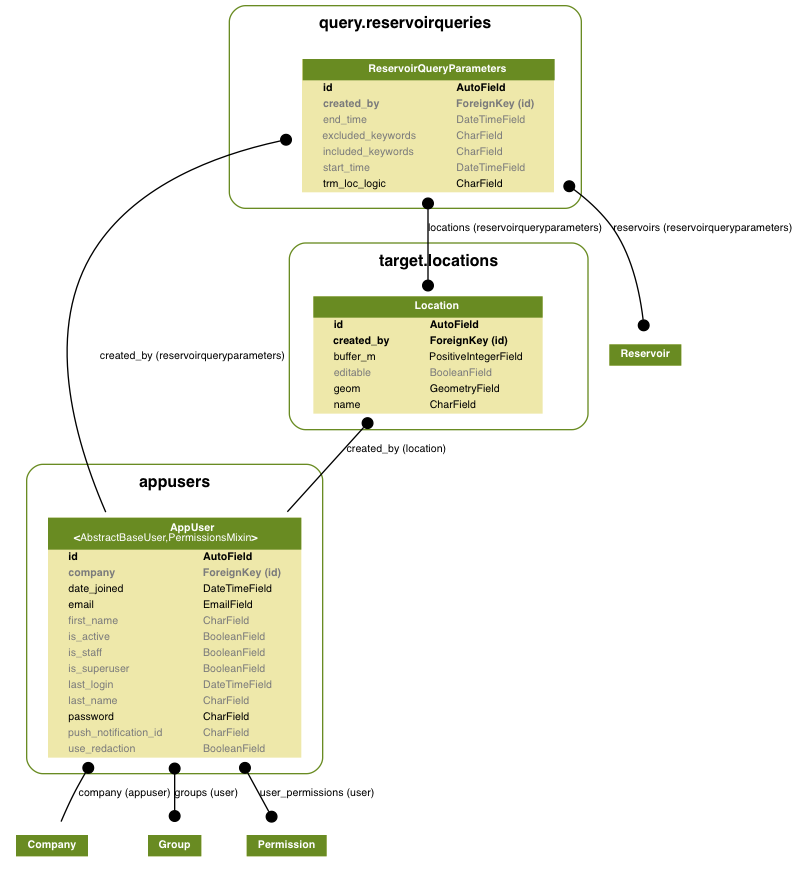 query.reservoirqueries
ReservoirQueryParameters
id AutoField
created_by ForeignKey (id)
end_time DateTimeField
excluded_keywords CharField
included_keywords CharField
start_time DateTimeField
trm_loc_logic CharField
locations (reservoirqueryparameters) reservoirs (reservoirqueryparameters)
target.locations
Location
id AutoField
created_by ForeignKey (id)
buffer_m PositiveIntegerField
editable BooleanField
geom GeometryField
name CharField
Reservoir
created_by (reservoirqueryparameters)
created_by (location)
appusers
AppUser
<AbstractBaseUser,PermissionsMixin>
id AutoField
company ForeignKey (id)
date_joined DateTimeField
email EmailField
first_name CharField
is_active BooleanField
is_staff BooleanField
is_superuser BooleanField
last_login DateTimeField
last_name CharField
password CharField
push_notification_id CharField
use_redaction BooleanField
company (appuser) groups (user) user_permissions (user)
Company Group Permission